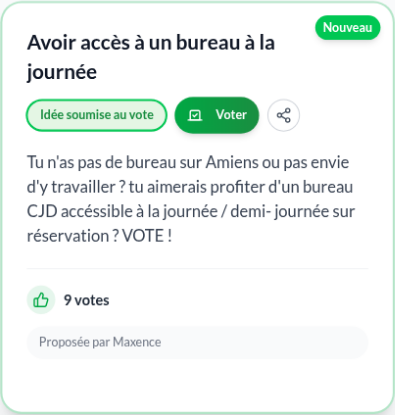 Nouveau
Avoir accès à un bureau à la
journée
Idée soumise au vote
Voter
Tu n'as pas de bureau sur Amiens ou pas envie
d'y travailler ? tu aimerais profiter d'un bureau
CJD accéssible à la journée / demi- journée sur
réservation ? VOTE !
9 votes
Proposée par Maxence